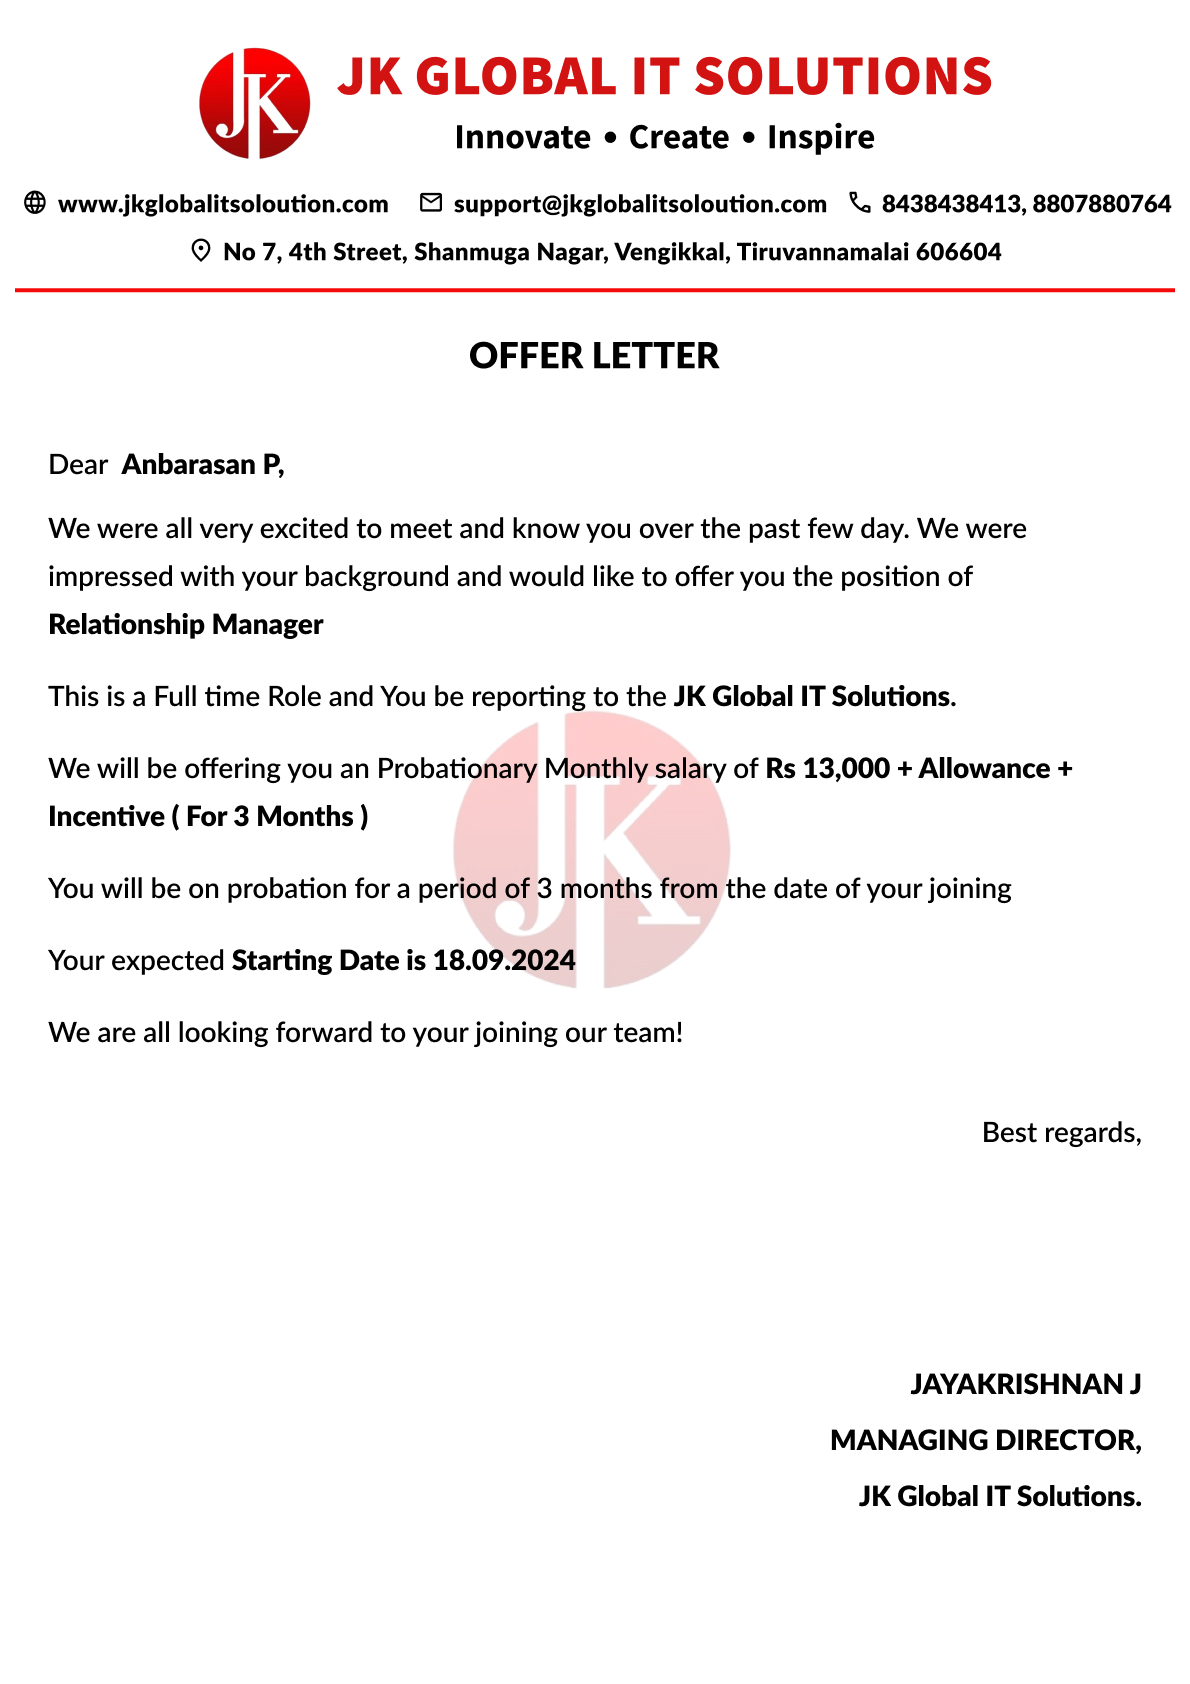 JK
JK GLOBAL IT SOLUTIONS
Innovate • Create • Inspire
www.jkglobalitsoloution.com support@jkglobalitsoloution.com 8438438413, 8807880764
No 7, 4th Street, Shanmuga Nagar, Vengikkal, Tiruvannamalai 606604
OFFER LETTER
Dear Anbarasan P,
We were all very excited to meet and know you over the past few day. We were
impressed with your background and would like to offer you the position of
Relationship Manager
This is a Full time Role and You be reporting to the JK Global IT Solutions.
We will be offering you an Probationary Monthly salary of Rs 13,000 + Allowance +
Incentive ( For 3 Months )
JK
You will be on probation for a period of 3 months from the date of your joining
Your expected Starting Date is 18.09.2024
We are all looking forward to your joining our team!
Best regards,
JAYAKRISHNAN J
MANAGING DIRECTOR,
JK Global IT Solutions.